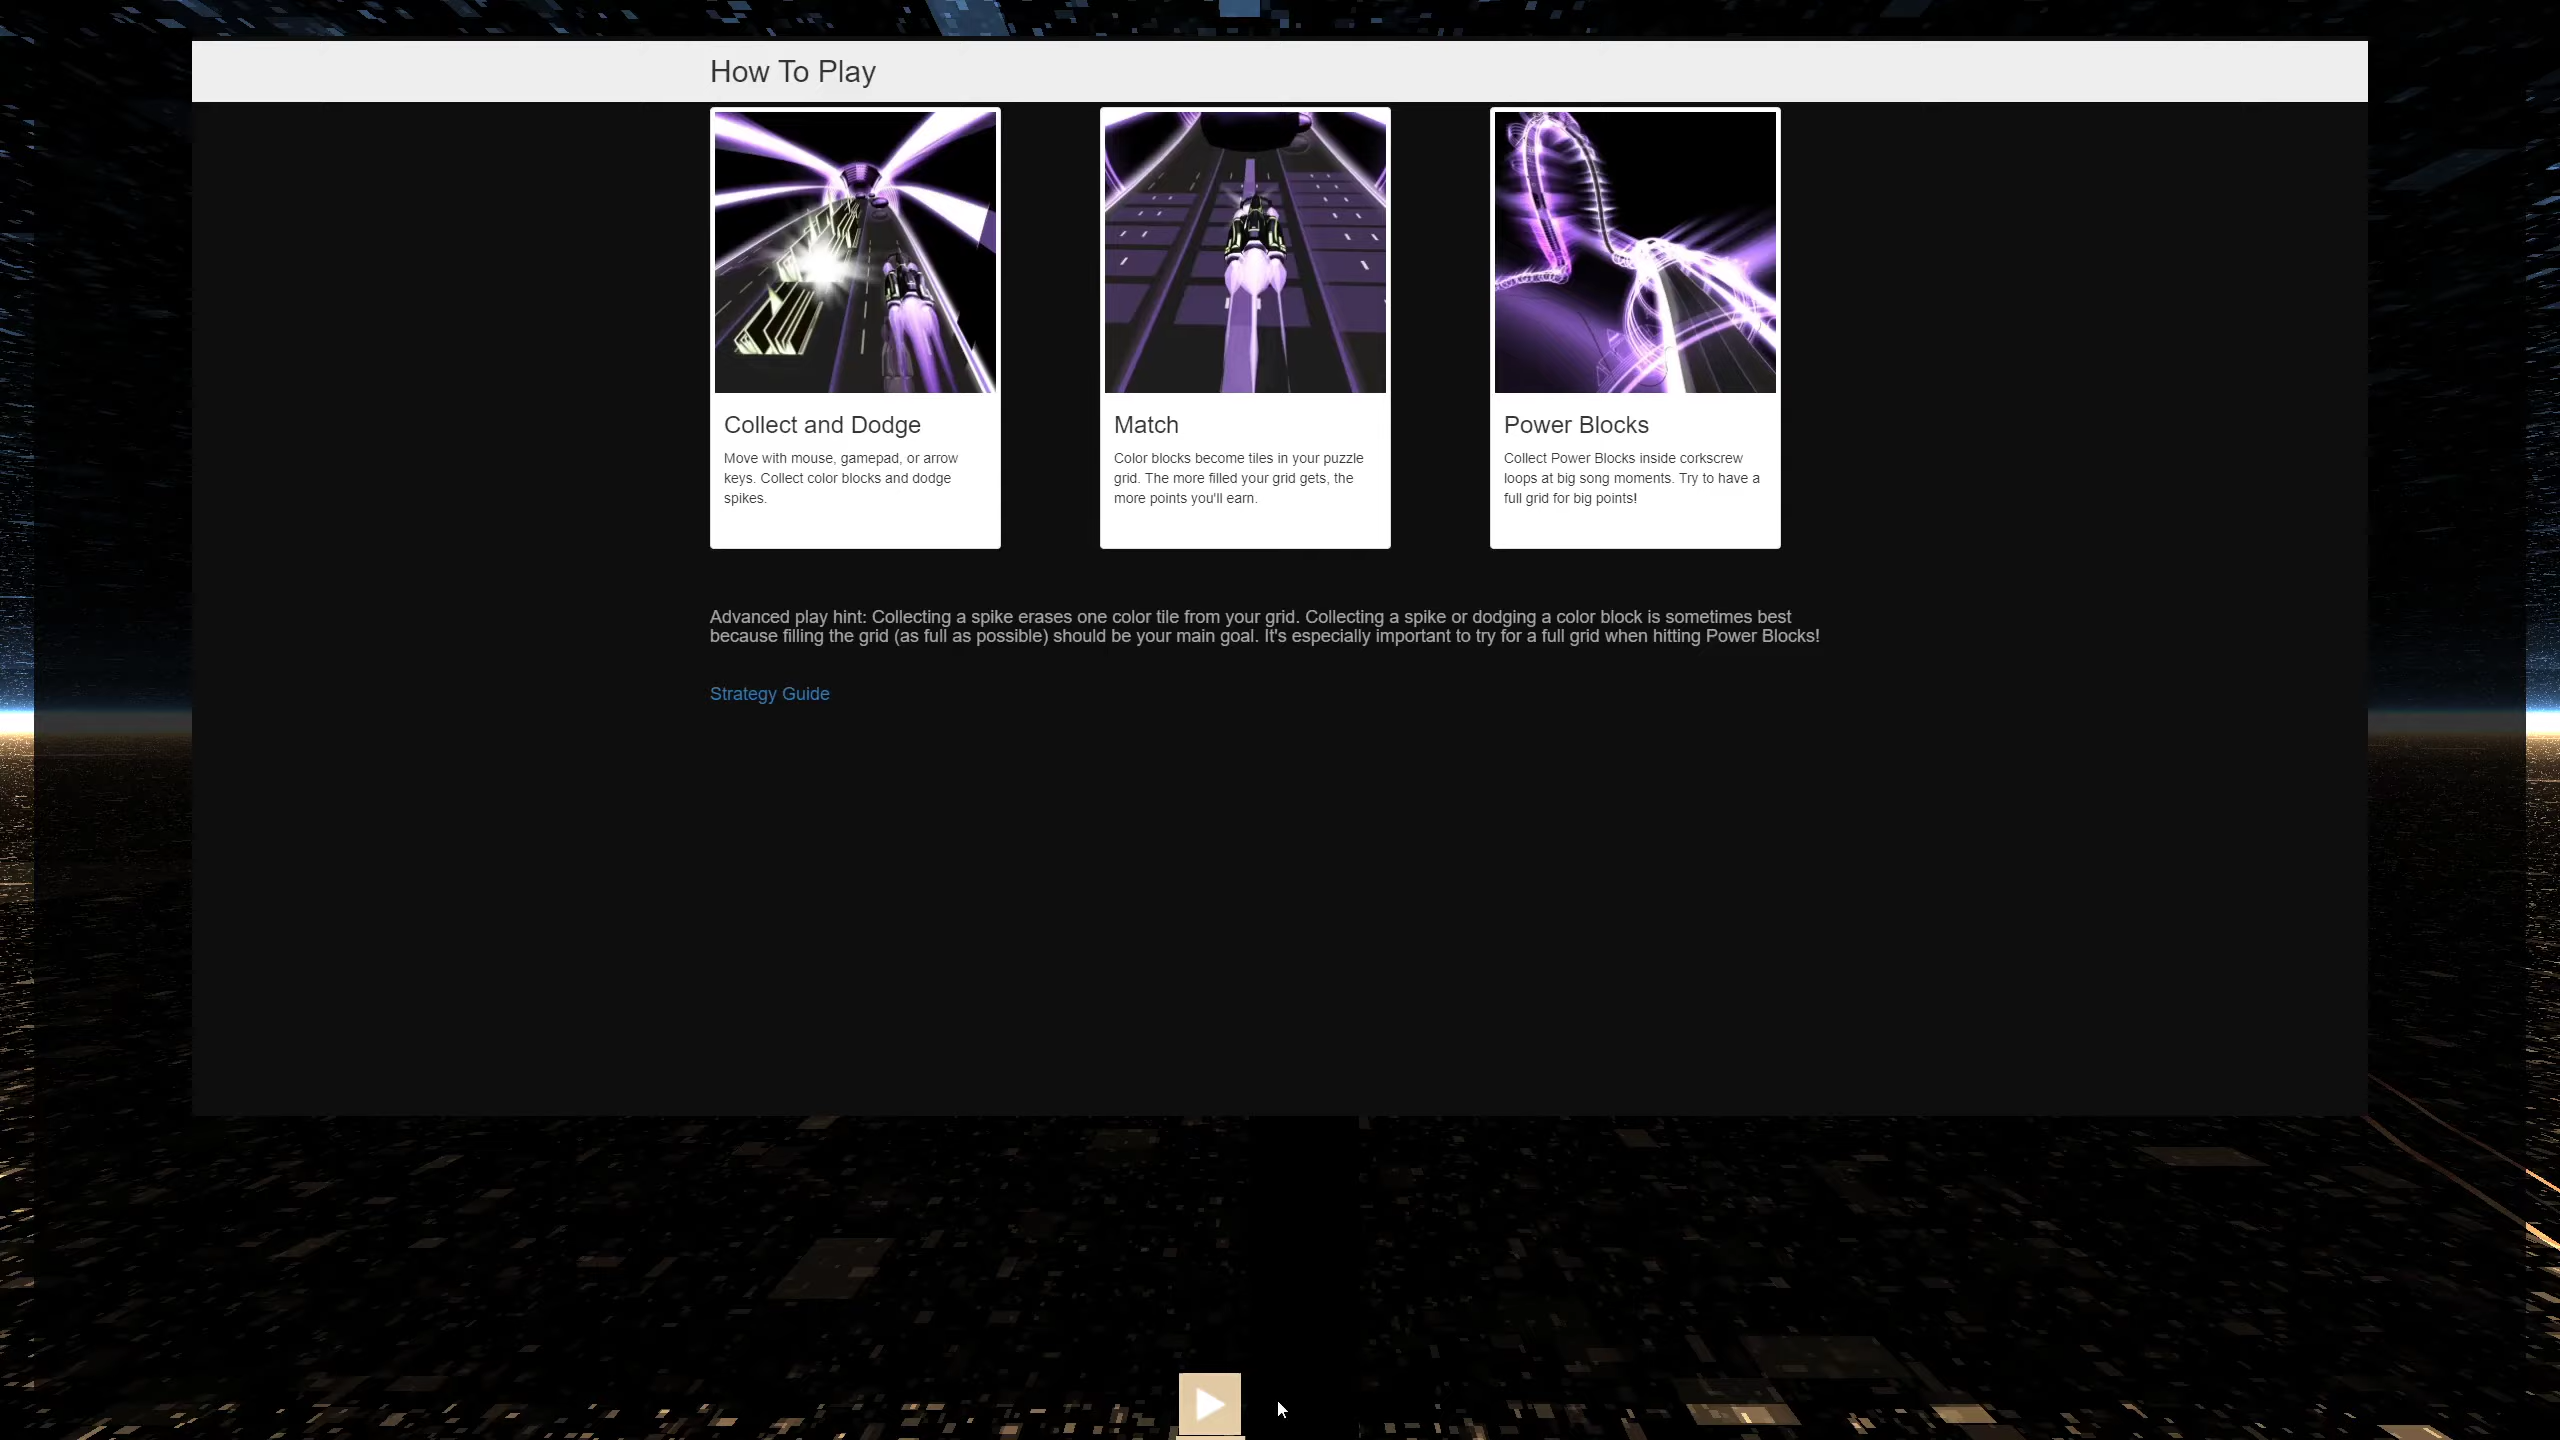 How To Play
Collect and Dodge
Move with mouse, gamepad, or arrow
keys. Collect color blocks and dodge
spikes.
Match
Color blocks become tiles in your puzzle
grid. The more filled your grid gets, the
more points you'll earn.
Power Blocks
Collect Power Blocks inside corkscrew
loops at big song moments. Try to have a
full grid for big points!
Advanced play hint: Collecting a spike erases one color tile from your grid. Collecting a spike or dodging a color block is sometimes best
because filling the grid (as full as possible) should be your main goal. It's especially important to try for a full grid when hitting Power Blocks!
Strategy Guide